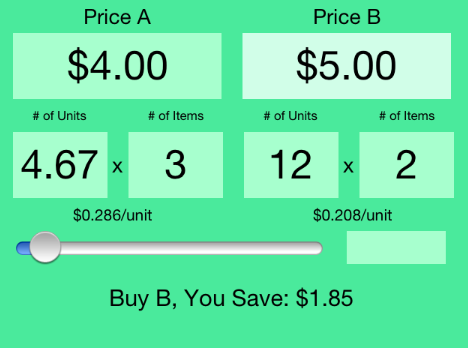 Price A Price B
$4.00 $5.00
# of Units # of Items # of Units # of Items
4.67 x 3 12 x 2
$0.286/unit $0.208/unit
Buy B, You Save: $1.85